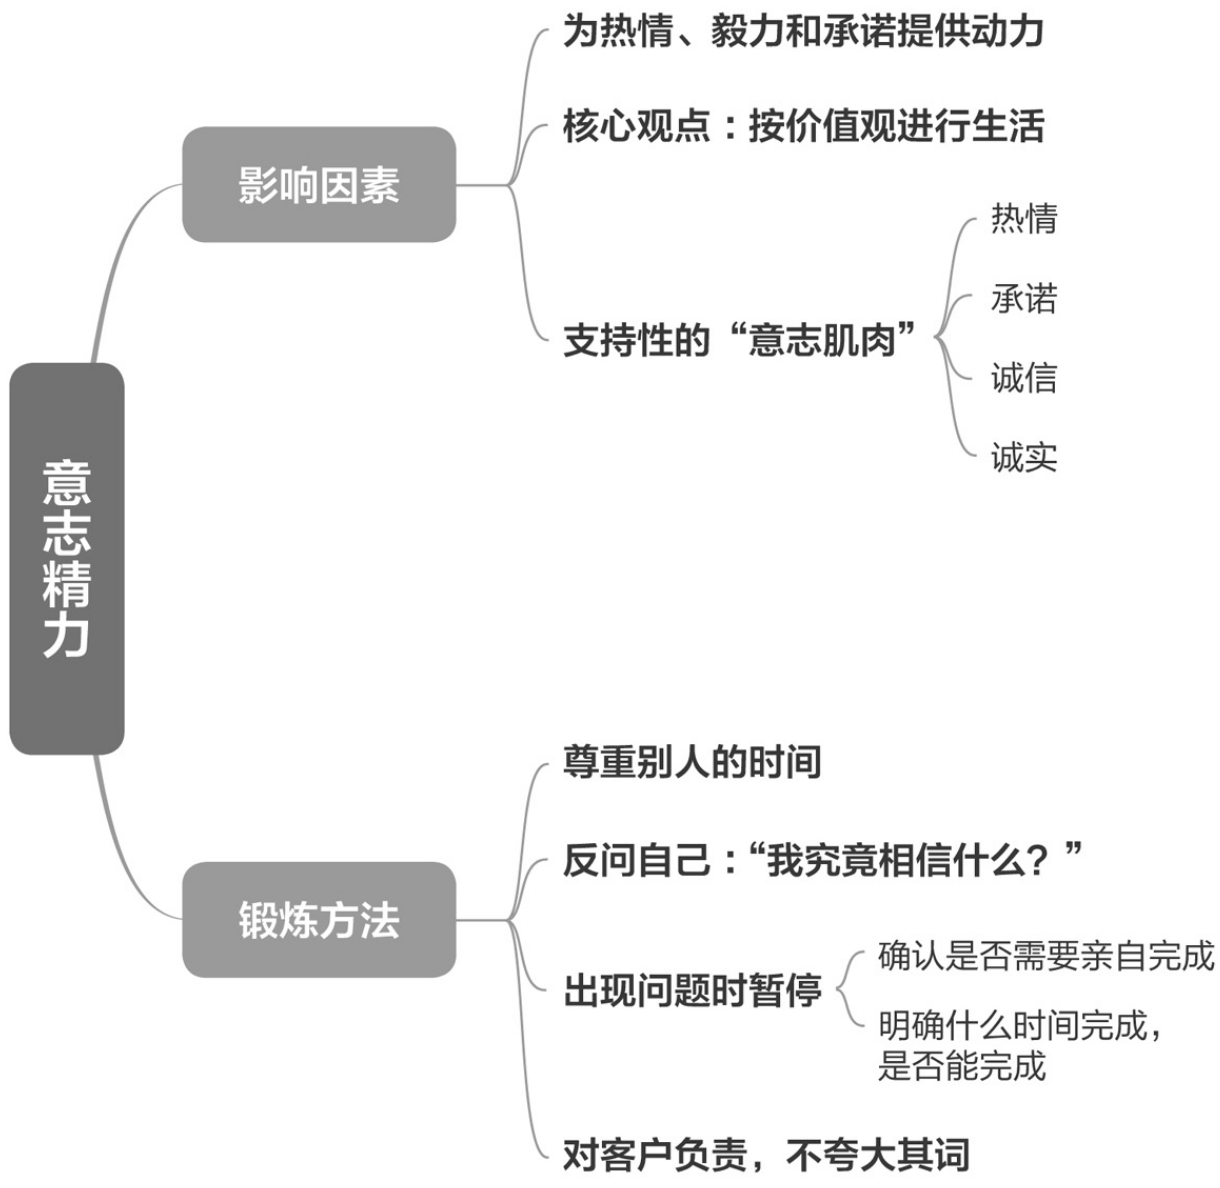 意志精力
影响因素
为热情、毅力和承诺提供动力
核心观点：按价值观进行生活
支持性的“意志肌肉”
热情
承诺
诚信
诚实
锻炼方法
尊重别人的时间
反问自己：“我究竟相信什么？”
出现问题时暂停
确认是否需要亲自完成
明确什么时间完成，
是否能完成
对客户负责，不夸大其词